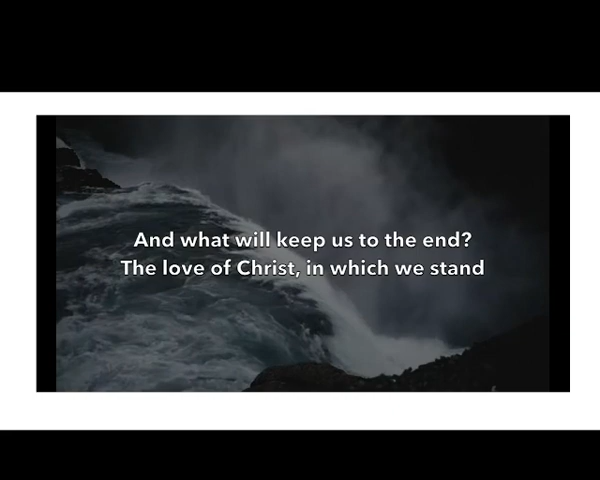 And what will keep us to the end?
The love of Christ, in which we stand